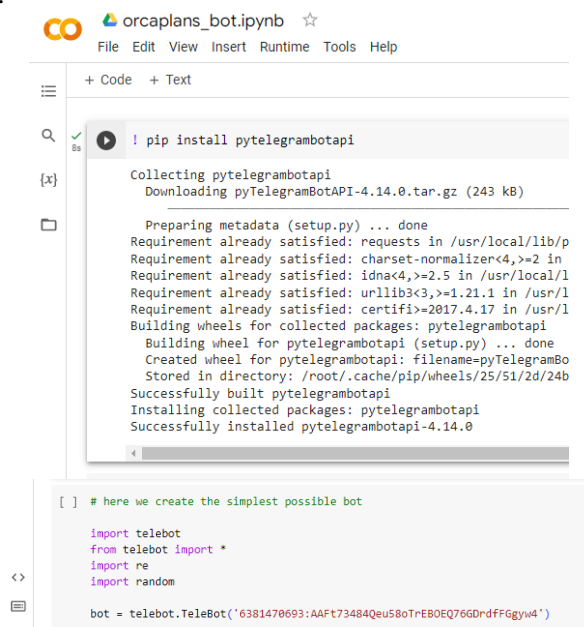 orcaplans_bot.ipynb
File Edit View Insert Runtime Tools Help
+ Code + Text
8s
! pip install pytelegrambotapi
{x}
Collecting pytelegrambotapi
Downloading pyTelegramBotAPI-4.14.0.tar.gz (243 kB)
Preparing metadata (setup.py) ... done
Requirement already satisfied: requests in /usr/local/lib/p
Requirement already satisfied: charset-normalizer<4,>=2 in
Requirement already satisfied: idna<4,>=2.5 in /usr/local/l
Requirement already satisfied: urllib3<3,>=1.21.1 in /usr/l
Requirement already satisfied: certifi>=2017.4.17 in /usr/l
Building wheels for collected packages: pytelegrambotapi
Building wheel for pytelegrambotapi (setup.py) ... done
Created wheel for pytelegrambotapi: filename=pyTelegramBo
Stored in directory: /root/.cache/pip/wheels/25/51/2d/24b
Successfully built pytelegrambotapi
Installing collected packages: pytelegrambotapi
Successfully installed pytelegrambotapi-4.14.0
[ ] # here we create the simplest possible bot
import telebot
from telebot import *
import re
import random
<>
bot = telebot.TeleBot('6381470693:AAFt73484Qeu58oTrEBOEQ76GDrdfFGgyw4')